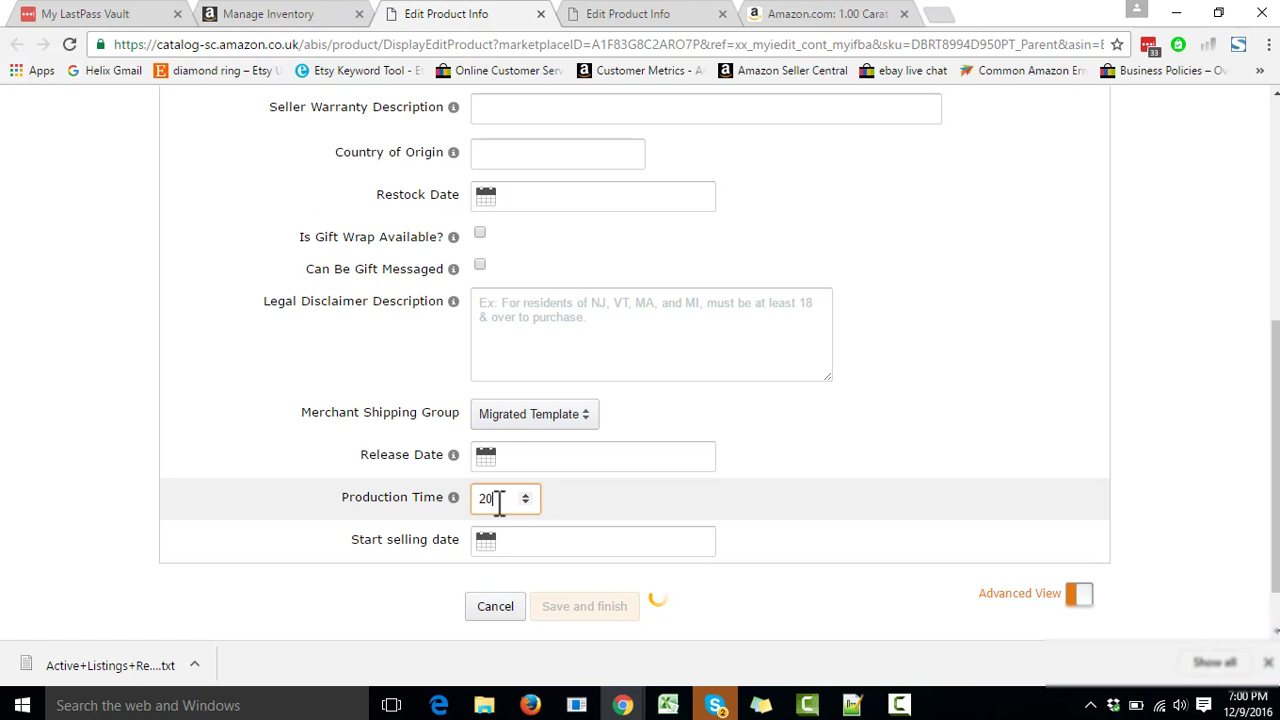 My LastPass Vault
Manage Inventory
Edit Product Info
Edit Product Info
Amazon.com: 1.00 Carat
https://catalog-sc.amazon.co.uk/abis/product/DisplayEditProduct?marketplaceID=A1F83G8C2ARO7P&ref=xx_myiedit_cont_myifba&sku=DBRT8994D950PT_Parent&asin=E
33
Apps
Helix Gmail
diamond ring – Etsy
Etsy Keyword Tool – E
Online Customer Serv
Customer Metrics - A
Amazon Seller Central
ebay live chat
Common Amazon Err
Business Policies – Ov
Seller Warranty Description
Country of Origin
Restock Date
Is Gift Wrap Available?
Can Be Gift Messaged
Legal Disclaimer Description
Ex: For residents of NJ, VT, MA, and MI, must be at least 18
& over to purchase.
Merchant Shipping Group
Migrated Template
Release Date
Production Time
20
Start selling date
Advanced View
Cancel
Save and finish
Active+Listings+Re....txt
Show all
Search the web and Windows
2
7:00 PM
12/9/2016